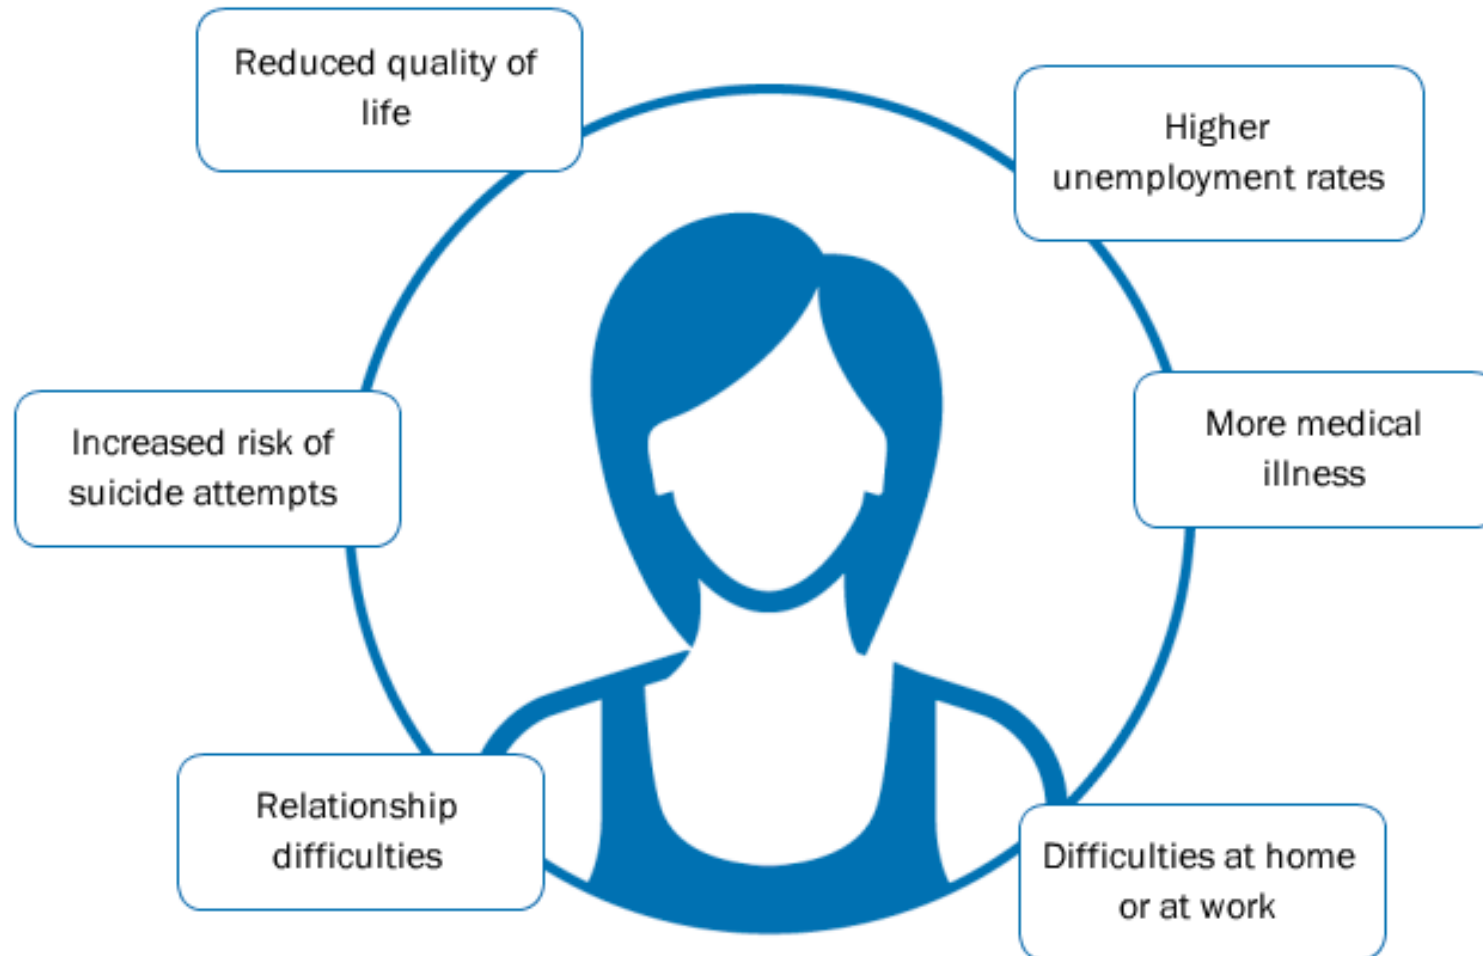 Reduced quality of
life
Higher
unemployment rates
Increased risk of
suicide attempts
More medical
illness
Relationship
difficulties
Difficulties at home
or at work